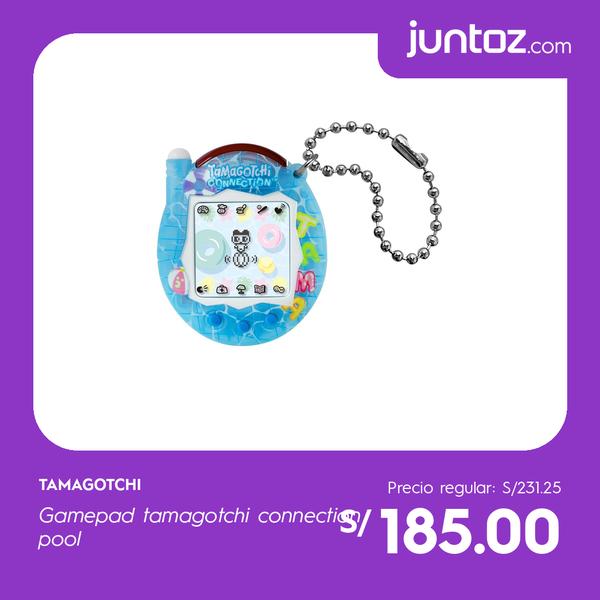 juntoz.com
TAMAGOTCHI
CONNECTION
T
A
M
TAMAGOTCHI
Gamepad tamagotchi connection
pool
Precio regular: S/231.25
S/ 185.00